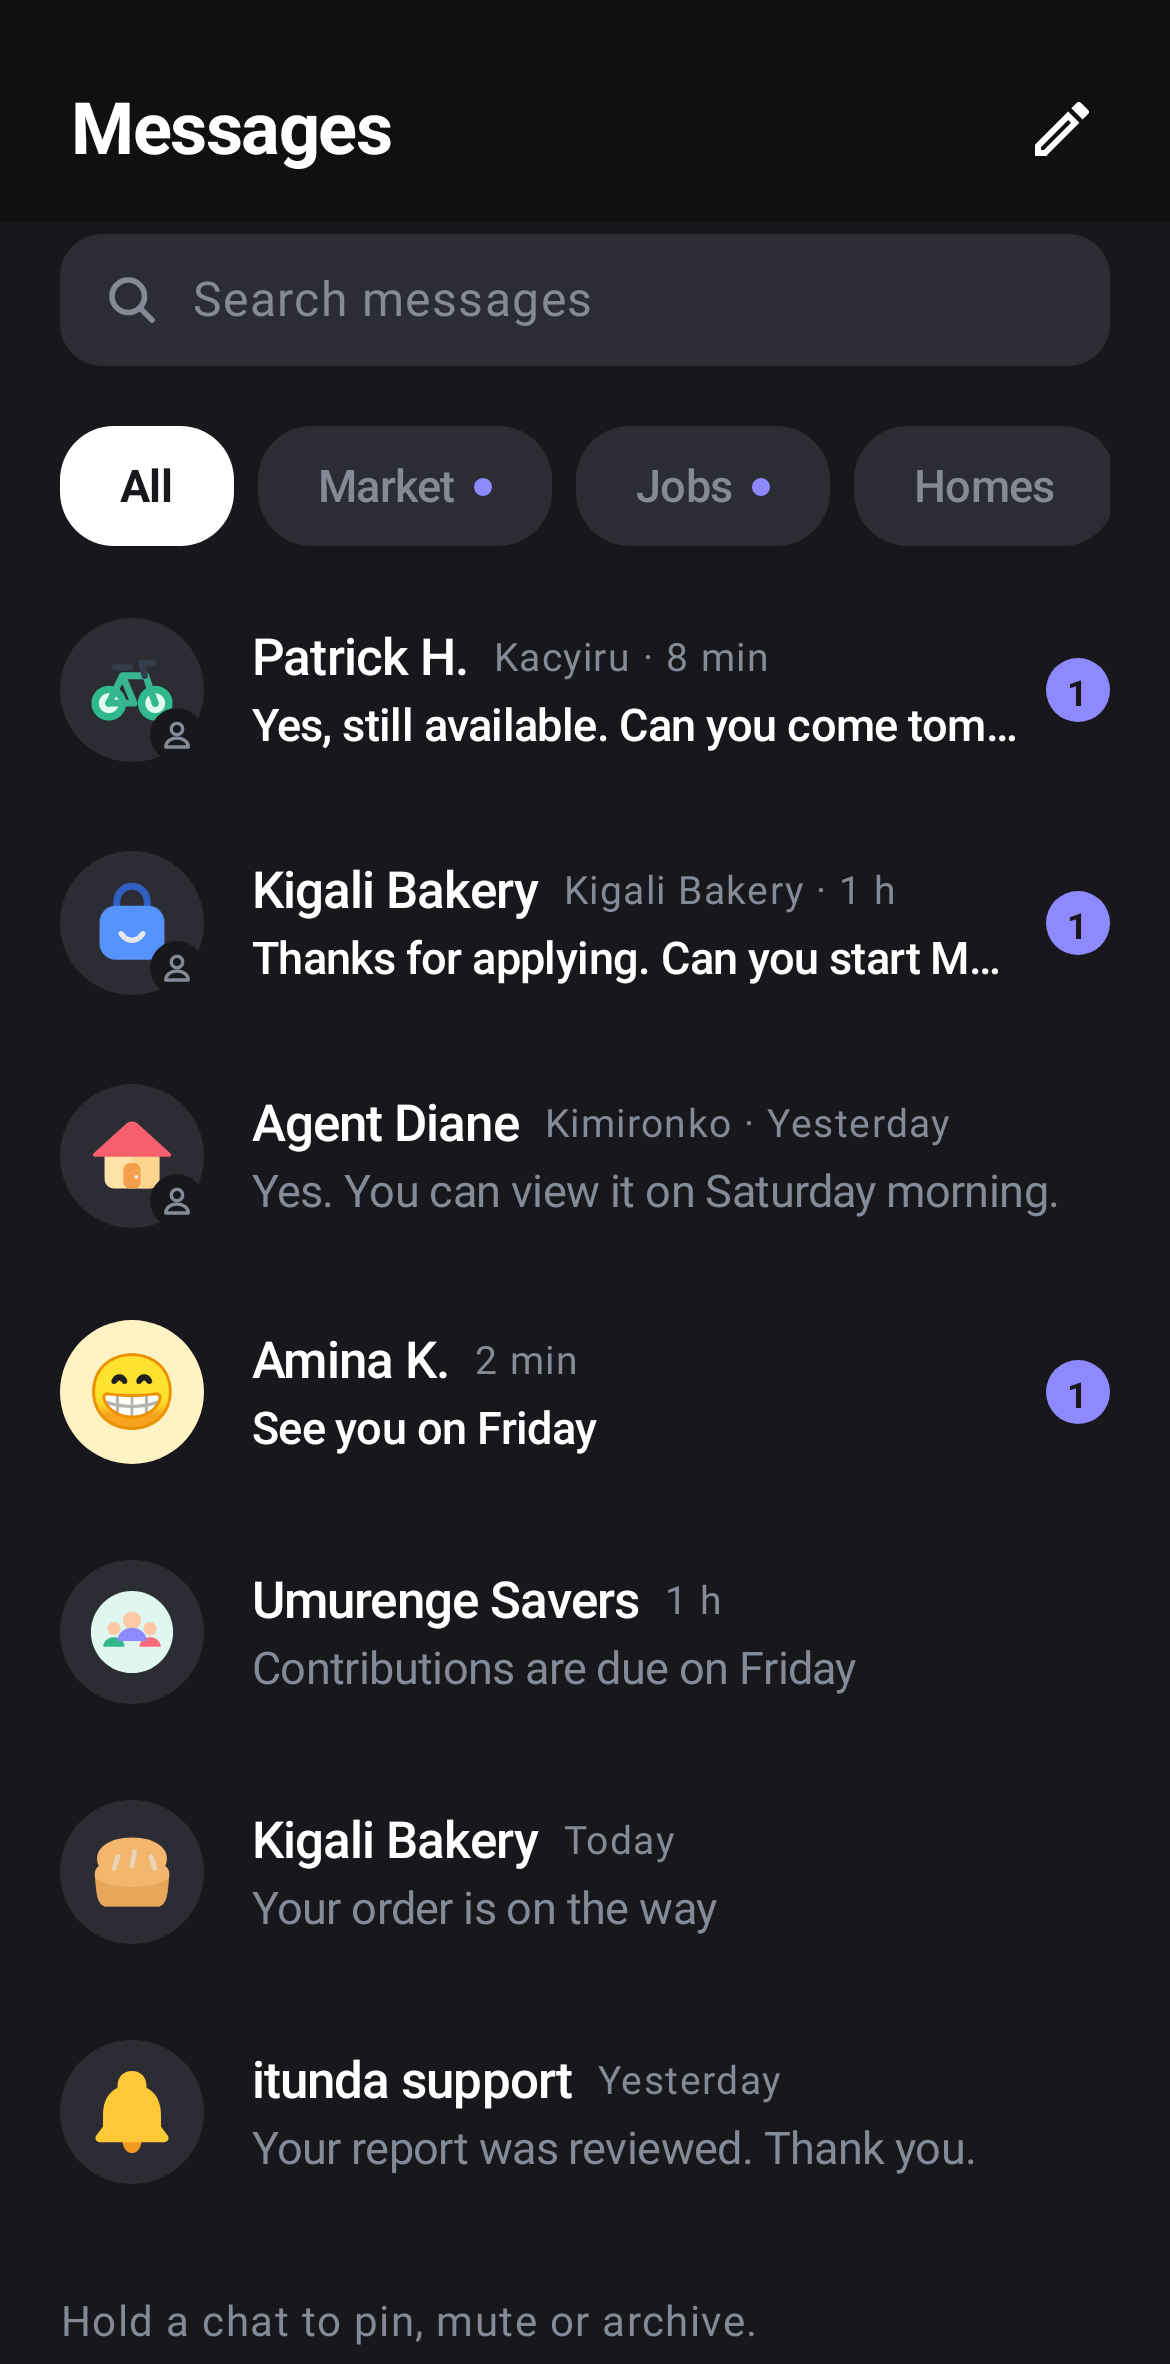 Messages
Search messages
All Market Jobs Homes
Patrick H. Kacyiru · 8 min
Yes, still available. Can you come tom...
1
Kigali Bakery Kigali Bakery · 1 h
Thanks for applying. Can you start M...
1
Agent Diane Kimironko · Yesterday
Yes. You can view it on Saturday morning.
Amina K. 2 min
See you on Friday
1
Umurenge Savers 1 h
Contributions are due on Friday
Kigali Bakery Today
Your order is on the way
itunda support Yesterday
Your report was reviewed. Thank you.
Hold a chat to pin, mute or archive.